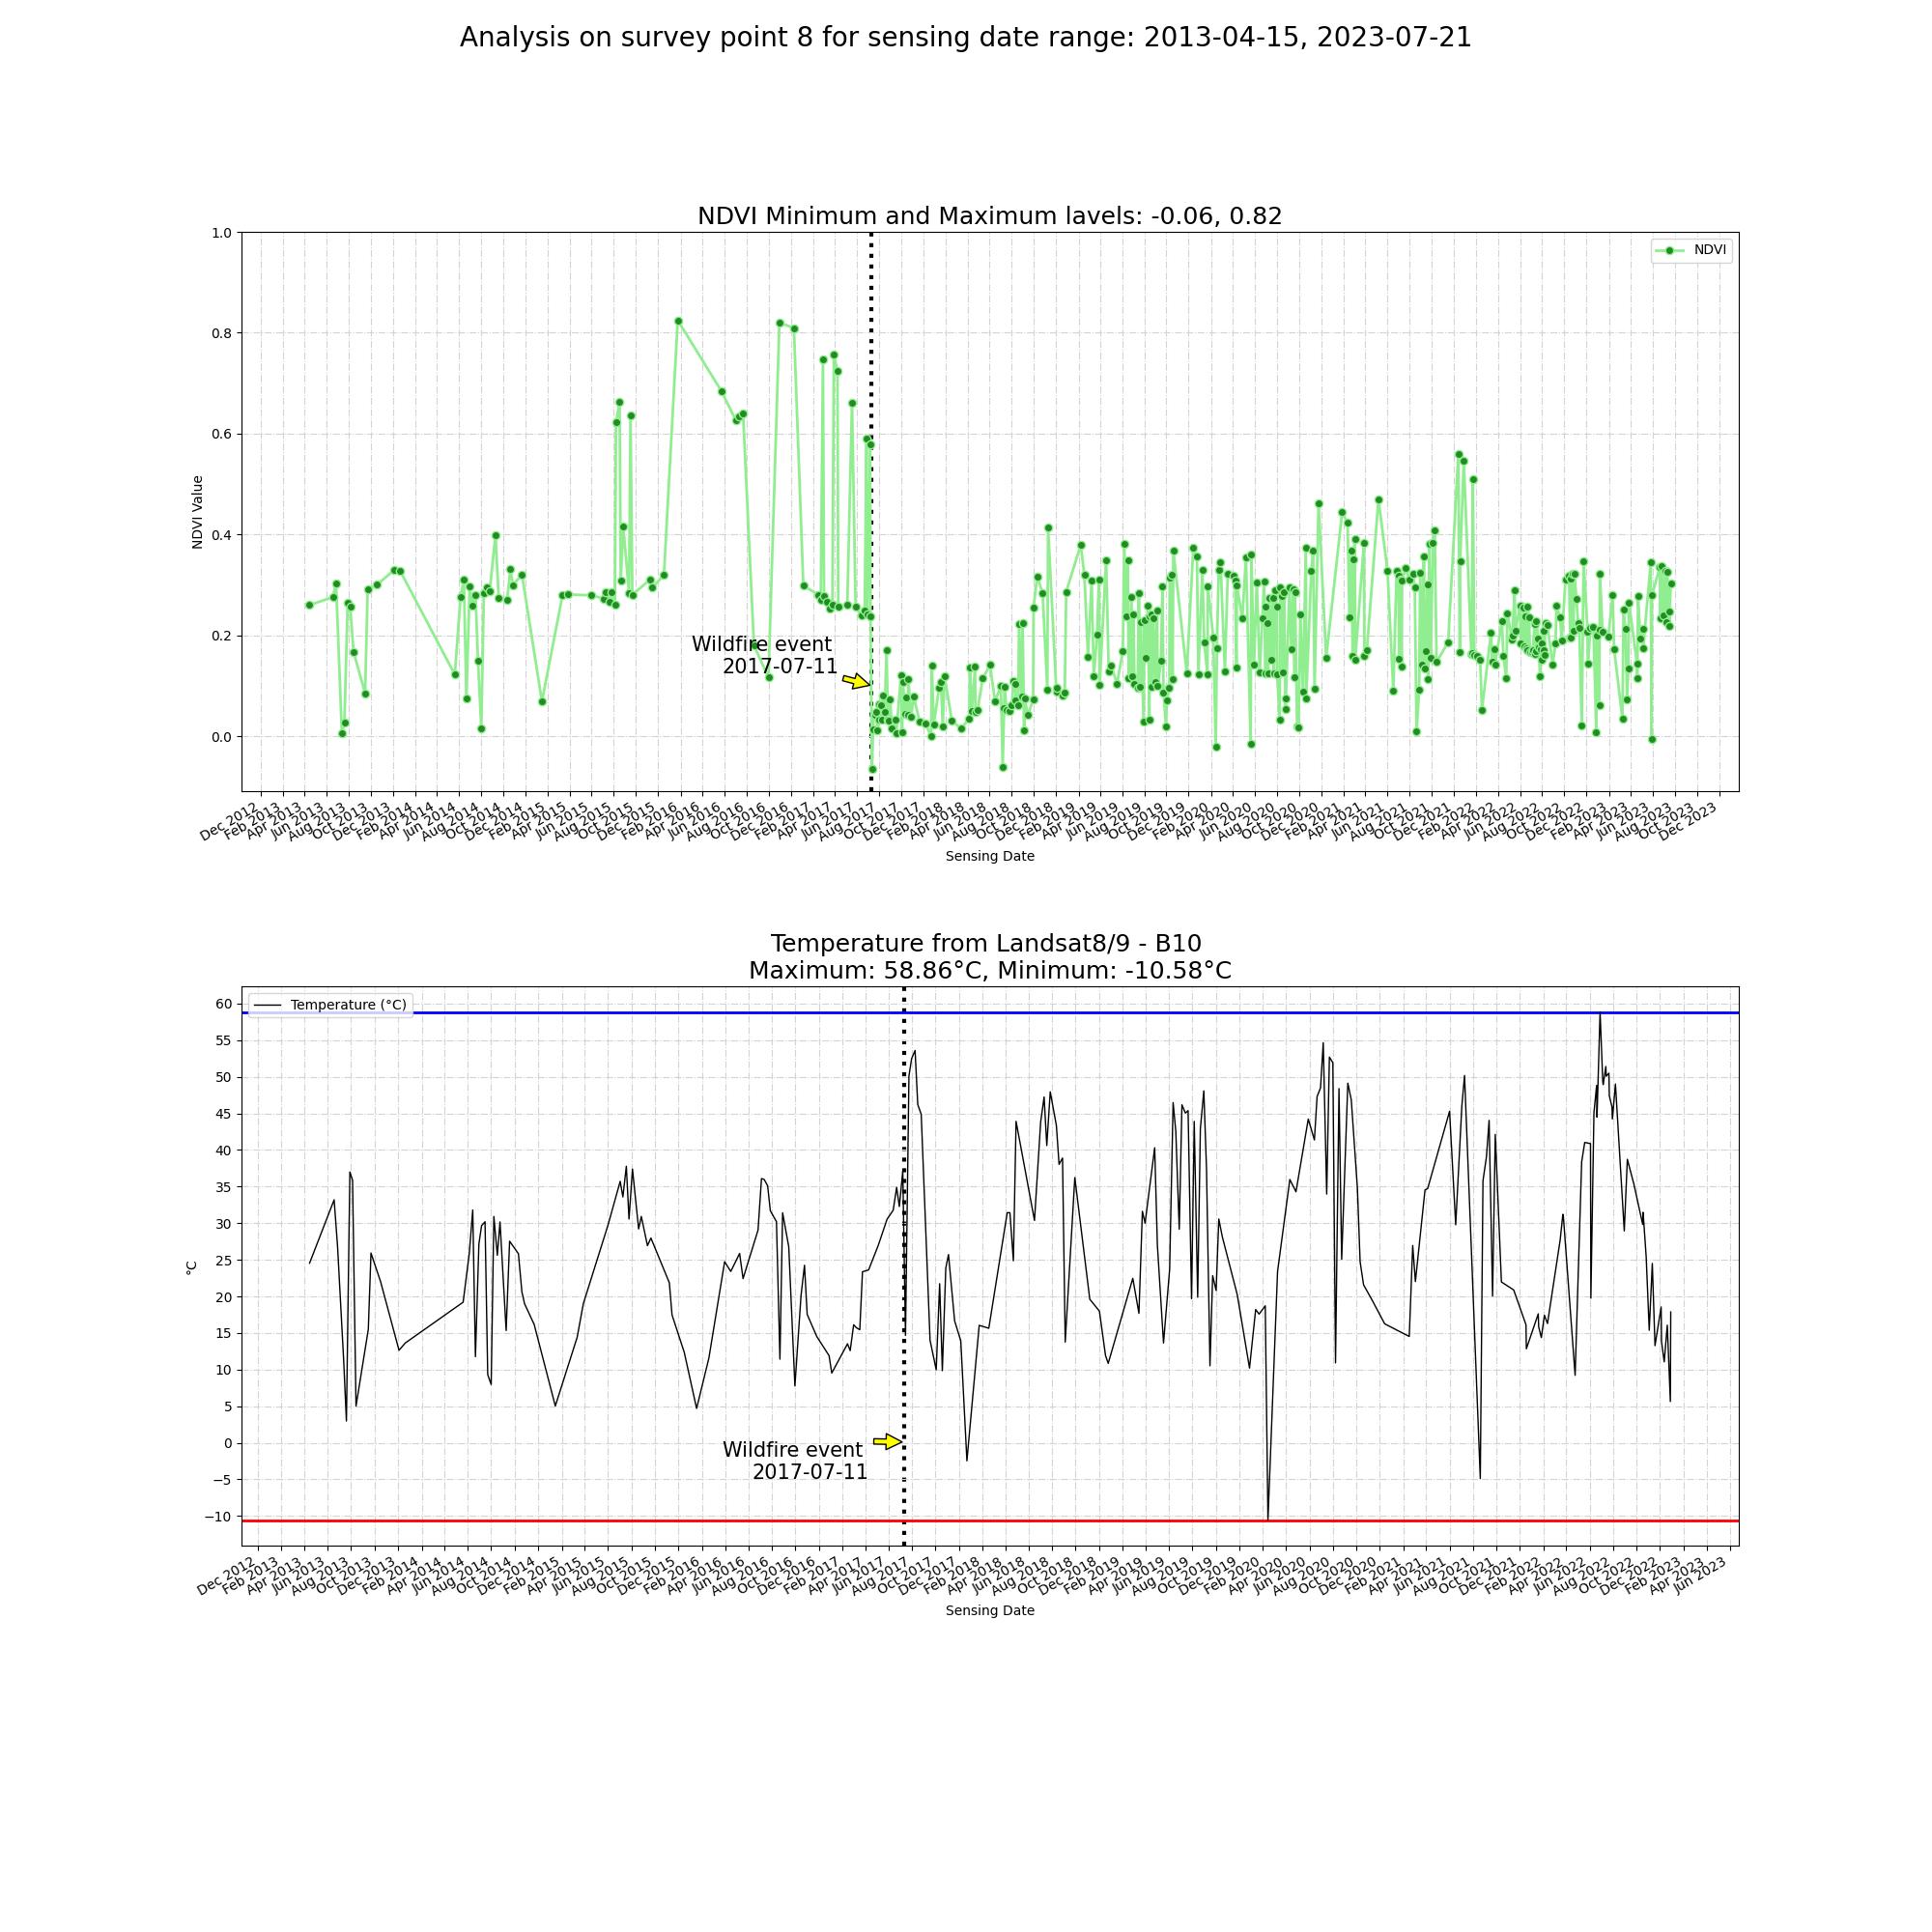 Analysis on survey point 8 for sensing date range: 2013-04-15, 2023-07-21
NDVI Minimum and Maximum lavels: -0.06, 0.82
NDVI
NDVI Value
1.0
0.8
0.6
0.4
0.2
0.0
Wildfire event
2017-07-11
Dec 2012 Feb 2013 Apr 2013 Jun 2013 Aug 2013 Oct 2013 Dec 2013 Feb 2014 Apr 2014 Jun 2014 Aug 2014 Oct 2014 Dec 2014 Feb 2015 Apr 2015 Jun 2015 Aug 2015 Oct 2015 Dec 2015 Feb 2016 Apr 2016 Jun 2016 Aug 2016 Oct 2016 Dec 2016 Feb 2017 Apr 2017 Jun 2017 Aug 2017 Oct 2017 Dec 2017 Feb 2018 Apr 2018 Jun 2018 Aug 2018 Oct 2018 Dec 2018 Feb 2019 Apr 2019 Jun 2019 Aug 2019 Oct 2019 Dec 2019 Feb 2020 Apr 2020 Jun 2020 Aug 2020 Oct 2020 Dec 2020 Feb 2021 Apr 2021 Jun 2021 Aug 2021 Oct 2021 Dec 2021 Feb 2022 Apr 2022 Jun 2022 Aug 2022 Oct 2022 Dec 2022 Feb 2023 Apr 2023 Jun 2023 Aug 2023 Oct 2023 Dec 2023
Sensing Date
Temperature from Landsat8/9 - B10
Maximum: 58.86°C, Minimum: -10.58°C
Temperature (°C)
°C
60
55
50
45
40
35
30
25
20
15
10
5
0
−5
−10
Wildfire event
2017-07-11
Dec 2012 Feb 2013 Apr 2013 Jun 2013 Aug 2013 Oct 2013 Dec 2013 Feb 2014 Apr 2014 Jun 2014 Aug 2014 Oct 2014 Dec 2014 Feb 2015 Apr 2015 Jun 2015 Aug 2015 Oct 2015 Dec 2015 Feb 2016 Apr 2016 Jun 2016 Aug 2016 Oct 2016 Dec 2016 Feb 2017 Apr 2017 Jun 2017 Aug 2017 Oct 2017 Dec 2017 Feb 2018 Apr 2018 Jun 2018 Aug 2018 Oct 2018 Dec 2018 Feb 2019 Apr 2019 Jun 2019 Aug 2019 Oct 2019 Dec 2019 Feb 2020 Apr 2020 Jun 2020 Aug 2020 Oct 2020 Dec 2020 Feb 2021 Apr 2021 Jun 2021 Aug 2021 Oct 2021 Dec 2021 Feb 2022 Apr 2022 Jun 2022 Aug 2022 Oct 2022 Dec 2022 Feb 2023 Apr 2023 Jun 2023
Sensing Date